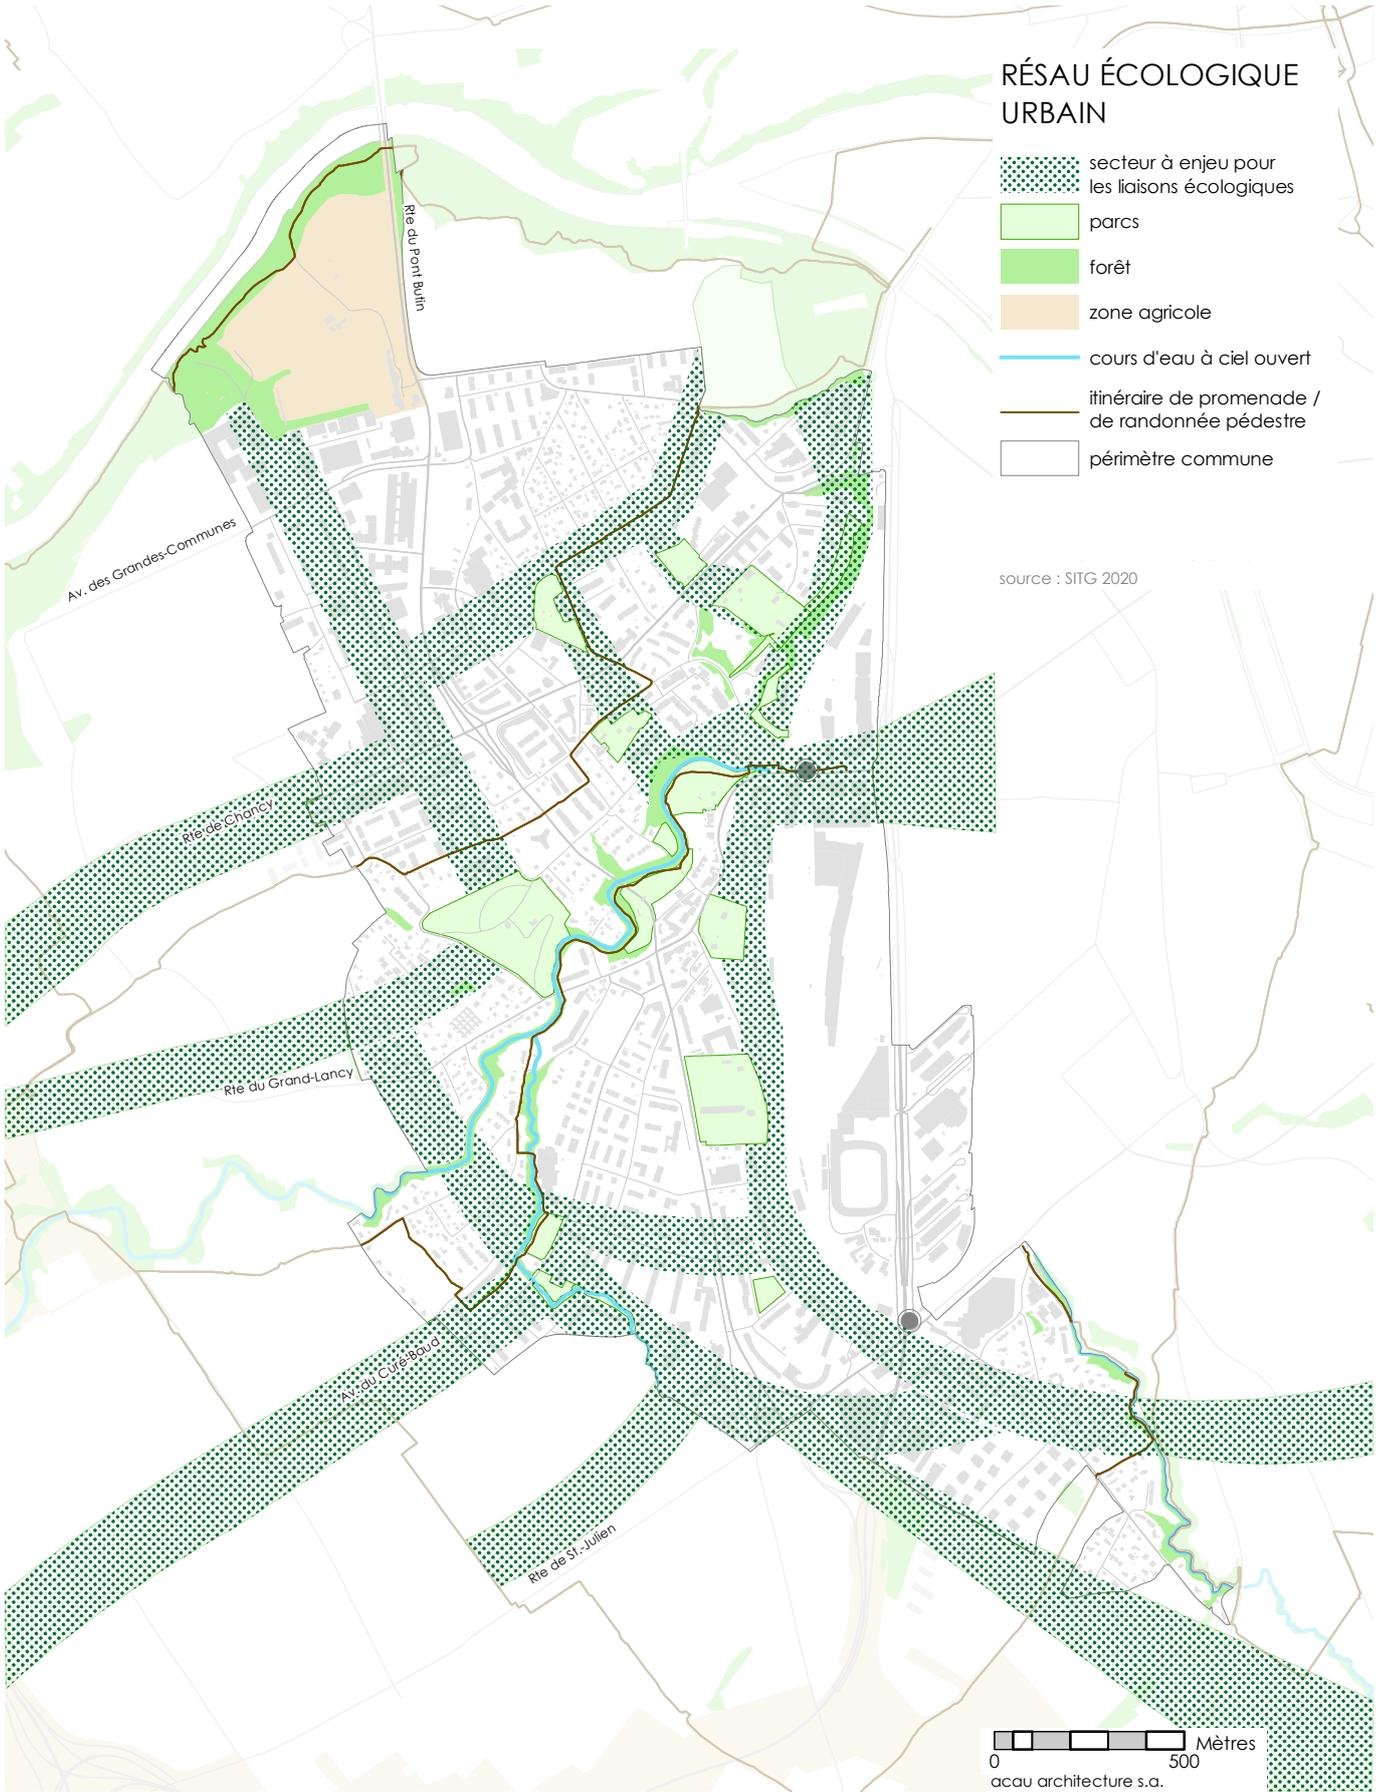 RÉSAU ÉCOLOGIQUE
URBAIN
secteur à enjeu pour
les liaisons écologiques
parcs
forêt
zone agricole
cours d'eau à ciel ouvert
itinéraire de promenade /
de randonnée pédestre
périmètre commune
source : SITG 2020
Rte du Pont Butin
Av. des Grandes-Communes
Rte de Chancy
Rte du Grand-Lancy
Av. du Curé-Baud
Rte de St.-Julien
Mètres
0 500
acau architecture s.a.